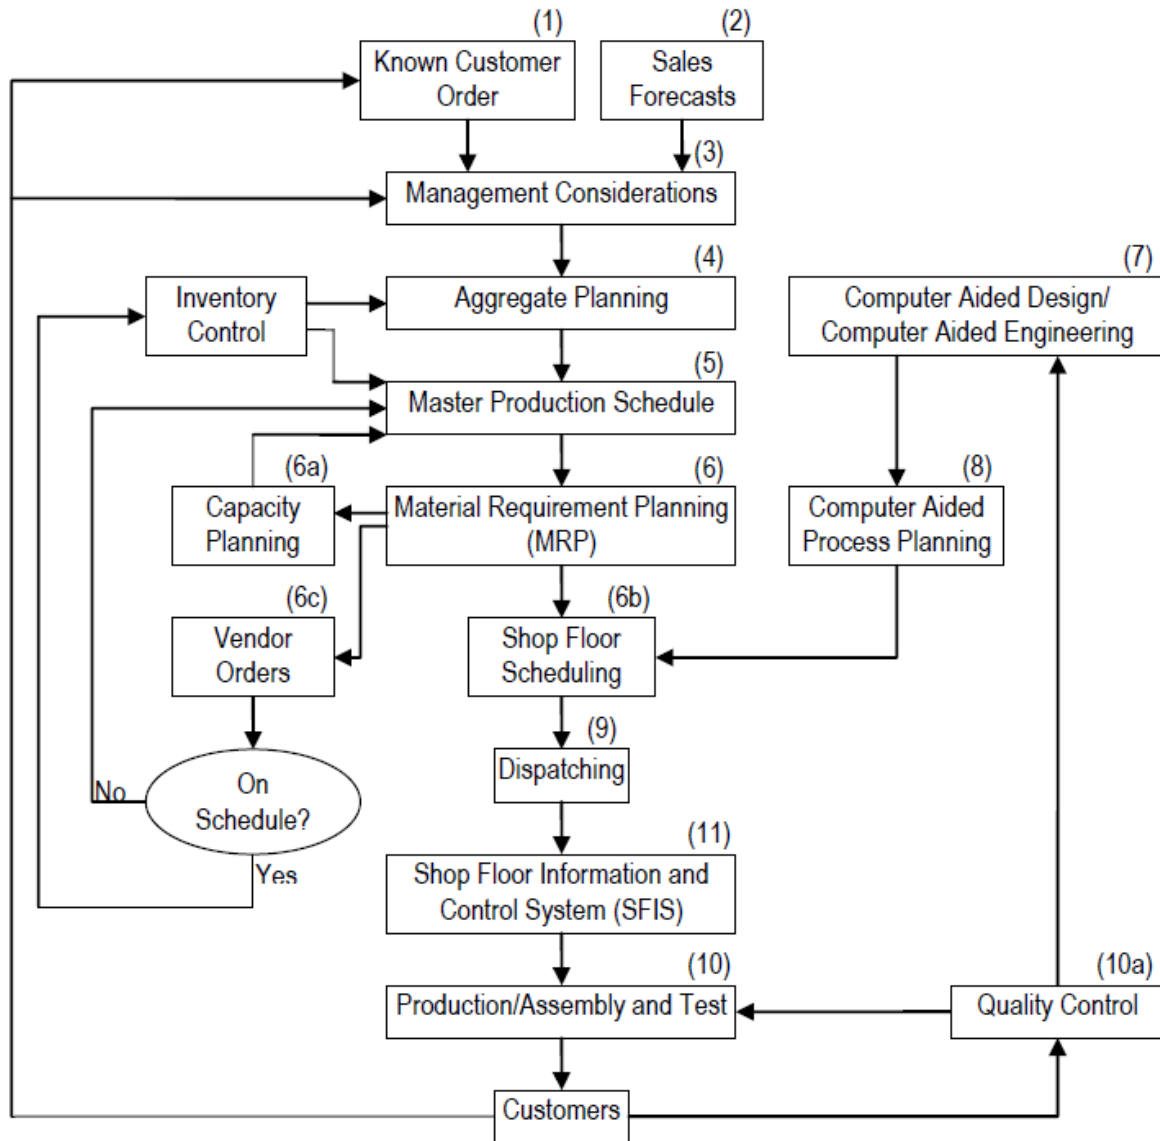 (1)
Known Customer
Order
(2)
Sales
Forecasts
(3)
Management Considerations
(4)
Aggregate Planning
Inventory
Control
(7)
Computer Aided Design/
Computer Aided Engineering
(5)
Master Production Schedule
(6a)
Capacity
Planning
(6)
Material Requirement Planning
(MRP)
(8)
Computer Aided
Process Planning
(6c)
Vendor
Orders
(6b)
Shop Floor
Scheduling
(9)
Dispatching
No
On
Schedule?
Yes
(11)
Shop Floor Information and
Control System (SFIS)
(10)
Production/Assembly and Test
(10a)
Quality Control
Customers